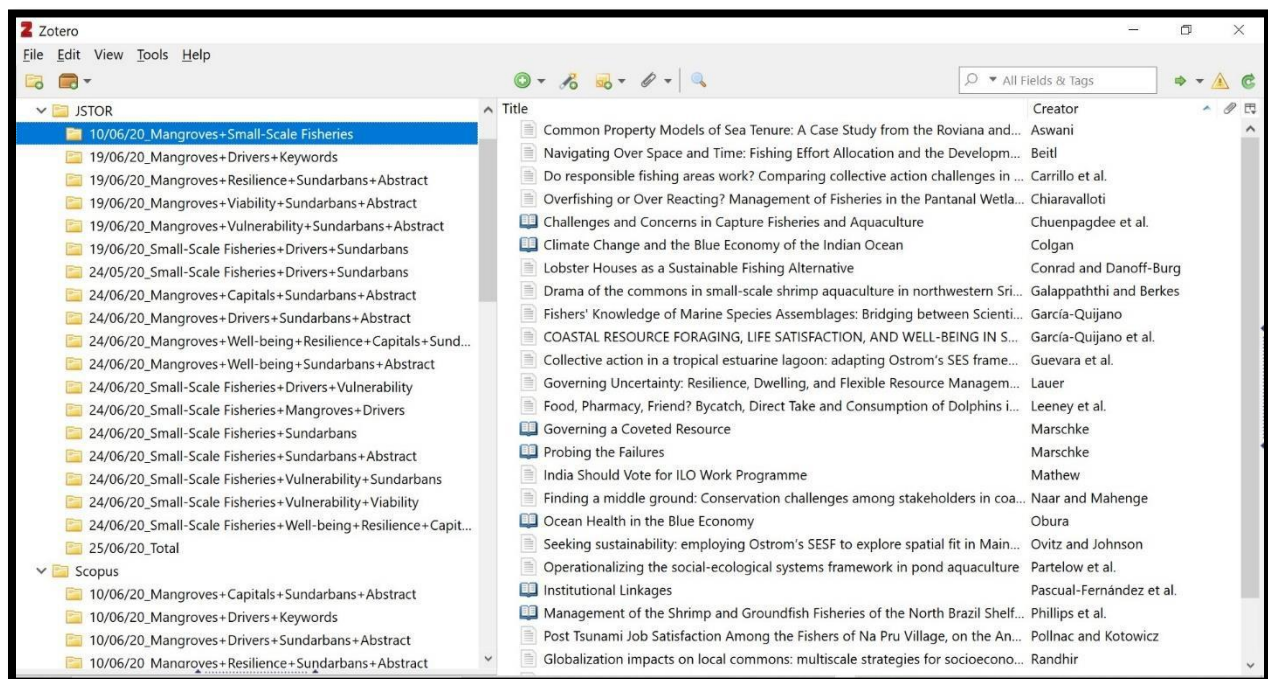 Zotero
File Edit View Tools Help
All Fields & Tags
JSTOR
10/06/20_Mangroves+Small-Scale Fisheries
19/06/20_Mangroves+Drivers+Keywords
19/06/20_Mangroves+Resilience+Sundarbans+Abstract
19/06/20_Mangroves+Viability+Sundarbans+Abstract
19/06/20_Mangroves+Vulnerability+Sundarbans+Abstract
19/06/20_Small-Scale Fisheries+Drivers+Sundarbans
24/05/20_Small-Scale Fisheries+Drivers+Sundarbans
24/06/20_Mangroves+Capitals+Sundarbans+Abstract
24/06/20_Mangroves+Drivers+Sundarbans+Abstract
24/06/20_Mangroves+Well-being+Resilience+Capitals+Sund...
24/06/20_Mangroves+Well-being+Sundarbans+Abstract
24/06/20_Small-Scale Fisheries+Drivers+Vulnerability
24/06/20_Small-Scale Fisheries+Mangroves+Drivers
24/06/20_Small-Scale Fisheries+Sundarbans
24/06/20_Small-Scale Fisheries+Sundarbans+Abstract
24/06/20_Small-Scale Fisheries+Vulnerability+Sundarbans
24/06/20_Small-Scale Fisheries+Vulnerability+Viability
24/06/20_Small-Scale Fisheries+Well-being+Resilience+Capit...
25/06/20_Total
Scopus
10/06/20_Mangroves+Capitals+Sundarbans+Abstract
10/06/20_Mangroves+Drivers+Keywords
10/06/20_Mangroves+Drivers+Sundarbans+Abstract
10/06/20_Mangroves+Resilience+Sundarbans+Abstract
Title Creator
Common Property Models of Sea Tenure: A Case Study from the Roviana and... Aswani
Navigating Over Space and Time: Fishing Effort Allocation and the Developm... Beitl
Do responsible fishing areas work? Comparing collective action challenges in ... Carrillo et al.
Overfishing or Over Reacting? Management of Fisheries in the Pantanal Wetla... Chiaravalloti
Challenges and Concerns in Capture Fisheries and Aquaculture Chuenpagdee et al.
Climate Change and the Blue Economy of the Indian Ocean Colgan
Lobster Houses as a Sustainable Fishing Alternative Conrad and Danoff-Burg
Drama of the commons in small-scale shrimp aquaculture in northwestern Sri... Galappaththi and Berkes
Fishers' Knowledge of Marine Species Assemblages: Bridging between Scienti... García-Quijano
COASTAL RESOURCE FORAGING, LIFE SATISFACTION, AND WELL-BEING IN S... García-Quijano et al.
Collective action in a tropical estuarine lagoon: adapting Ostrom's SES frame... Guevara et al.
Governing Uncertainty: Resilience, Dwelling, and Flexible Resource Managem... Lauer
Food, Pharmacy, Friend? Bycatch, Direct Take and Consumption of Dolphins i... Leeney et al.
Governing a Coveted Resource Marschke
Probing the Failures Marschke
India Should Vote for ILO Work Programme Mathew
Finding a middle ground: Conservation challenges among stakeholders in coa... Naar and Mahenge
Ocean Health in the Blue Economy Obura
Seeking sustainability: employing Ostrom's SESF to explore spatial fit in Main... Ovitz and Johnson
Operationalizing the social-ecological systems framework in pond aquaculture Partelow et al.
Institutional Linkages Pascual-Fernández et al.
Management of the Shrimp and Groundfish Fisheries of the North Brazil Shelf... Phillips et al.
Post Tsunami Job Satisfaction Among the Fishers of Na Pru Village, on the An... Pollnac and Kotowicz
Globalization impacts on local commons: multiscale strategies for socioecono... Randhir